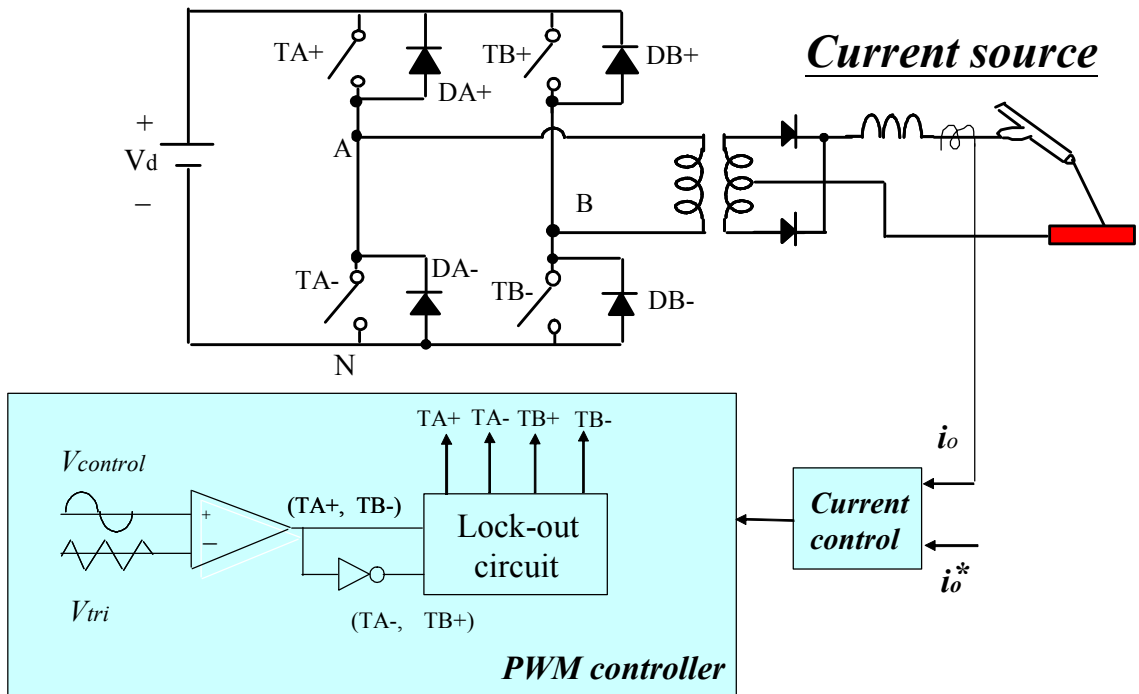 Current source
TA+
DA+
TB+
DB+
+
Vd
−
A
B
TA-
DA-
TB-
DB-
N
TA+ TA- TB+ TB-
Vcontrol
+
−
(TA+, TB-)
Lock-out
circuit
Vtri
(TA-, TB+)
PWM controller
io
Current
control
io*